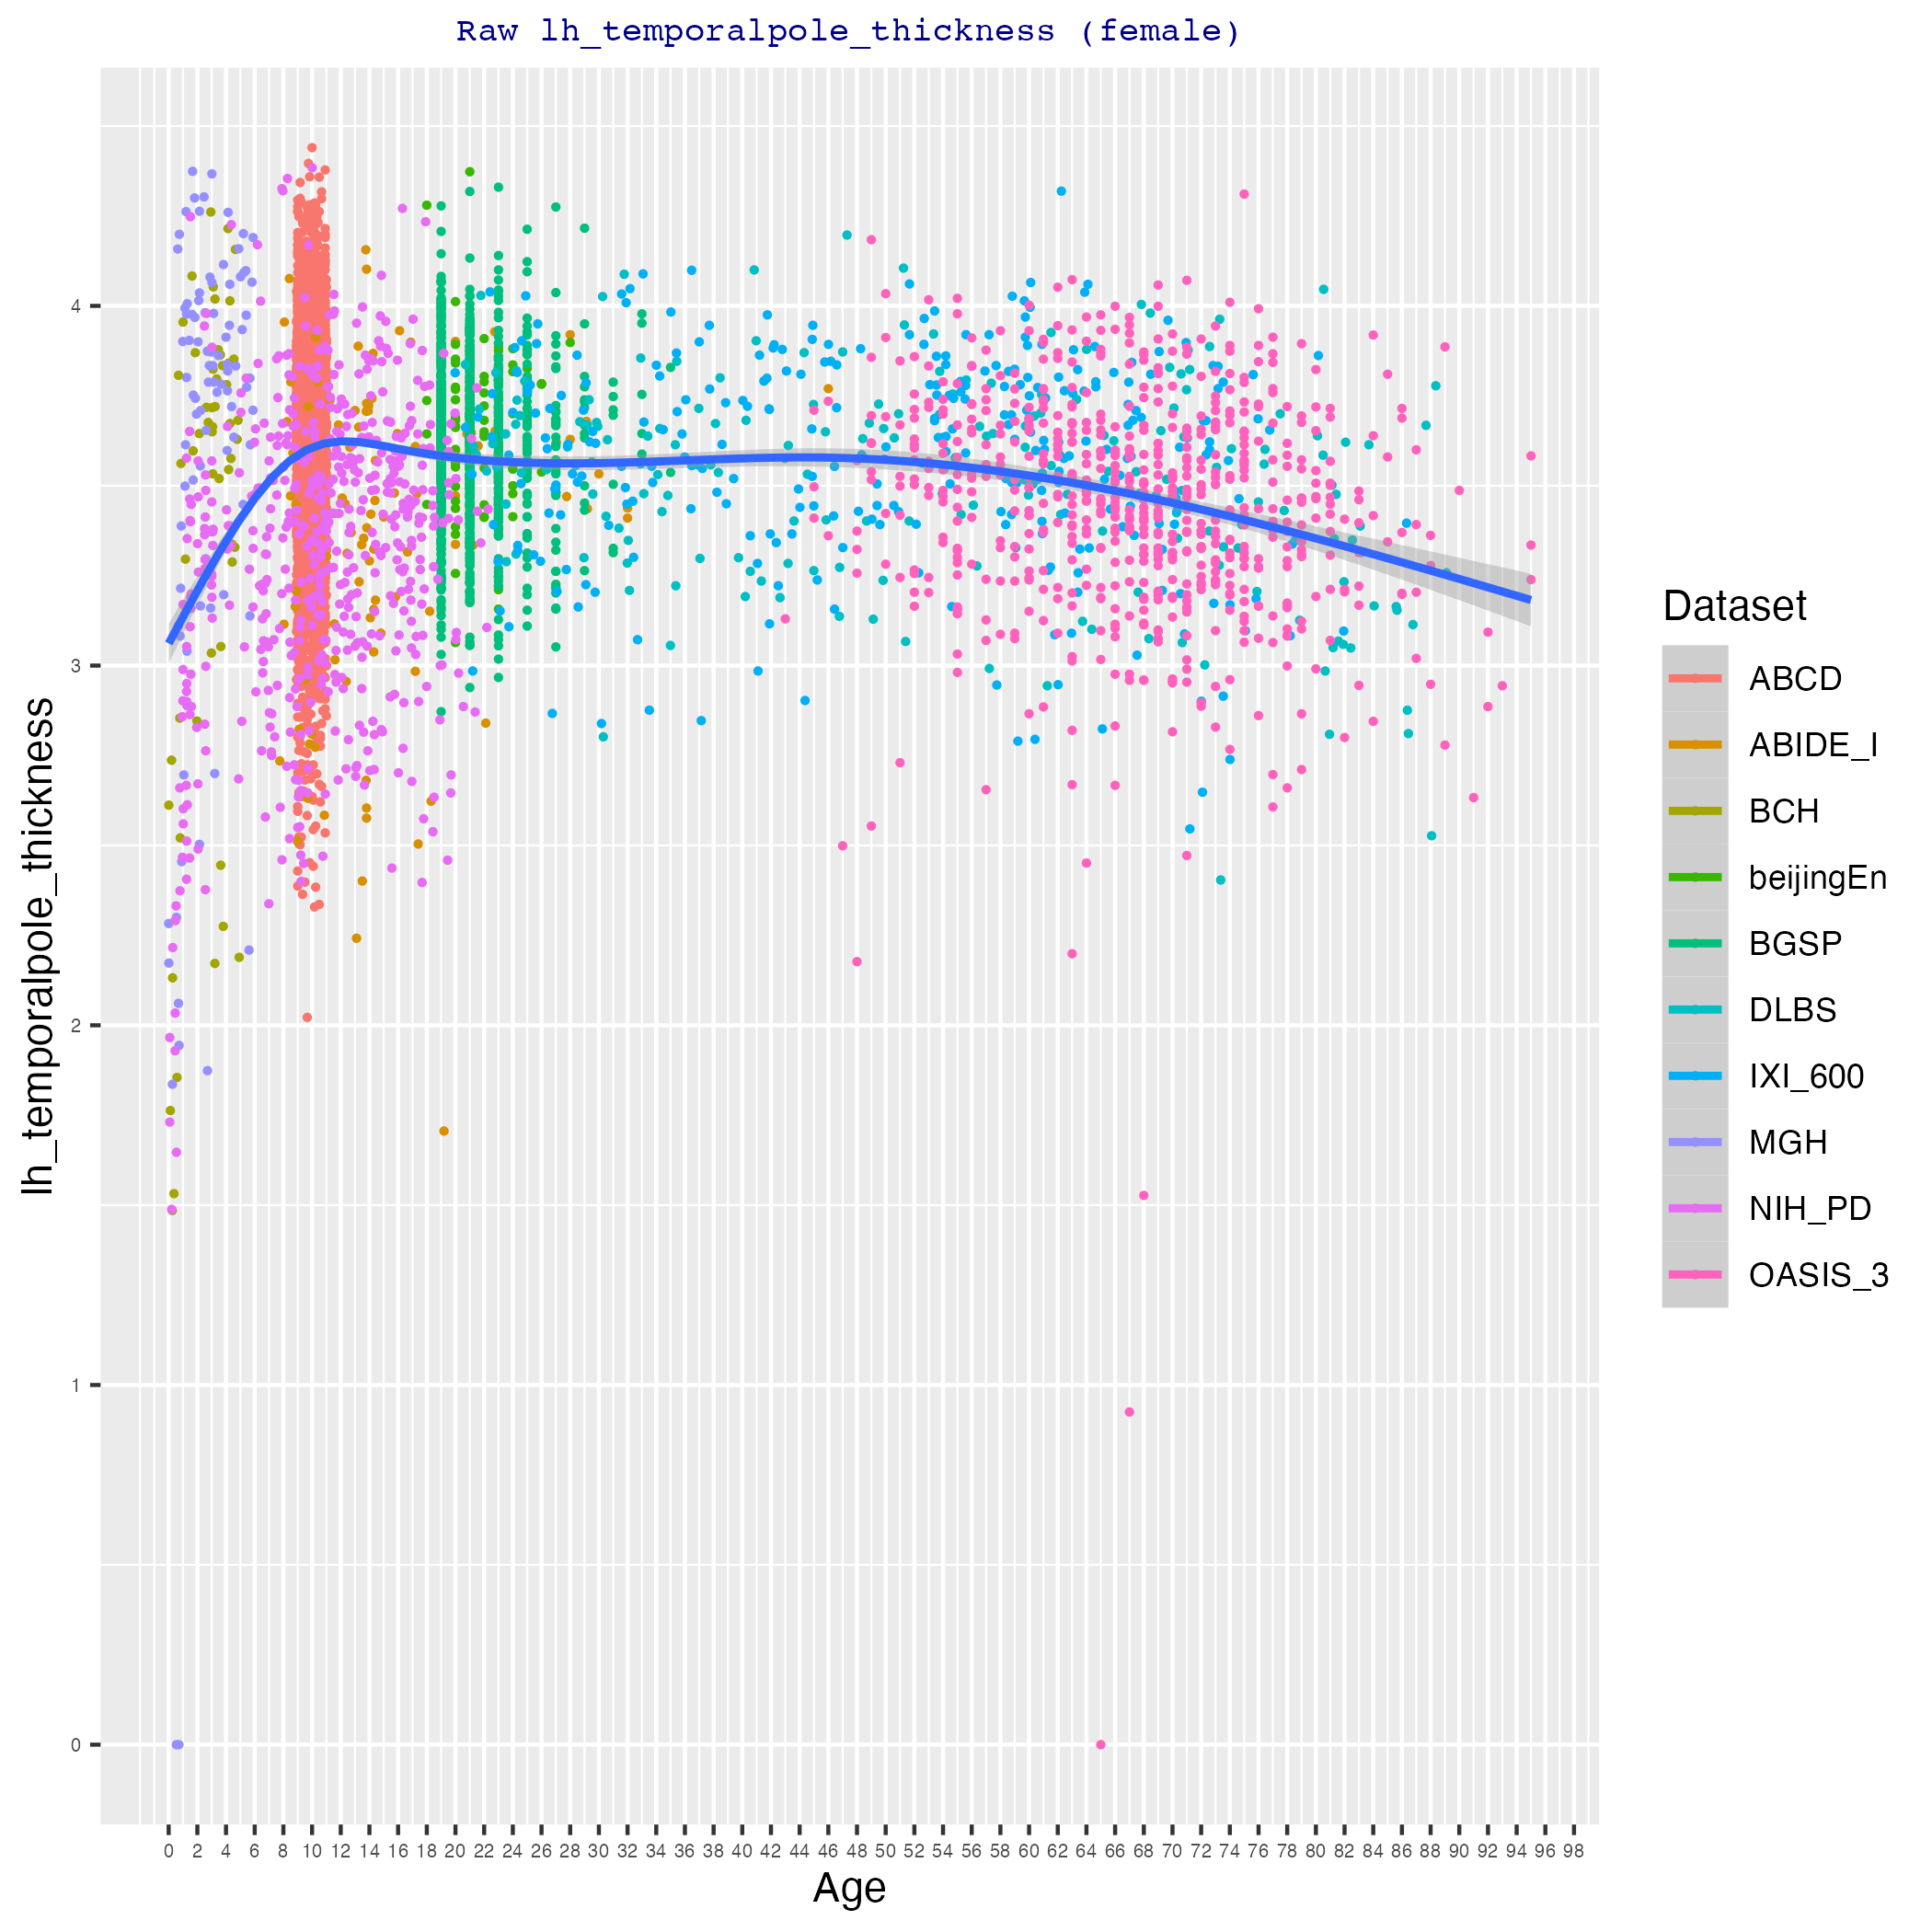 Raw lh_temporalpole_thickness (female)
lh_temporalpole_thickness
4
3
2
1
0
0 2 4 6 8 10 12 14 16 18 20 22 24 26 28 30 32 34 36 38 40 42 44 46 48 50 52 54 56 58 60 62 64 66 68 70 72 74 76 78 80 82 84 86 88 90 92 94 96 98
Age
Dataset
ABCD
ABIDE_I
BCH
beijingEn
BGSP
DLBS
IXI_600
MGH
NIH_PD
OASIS_3